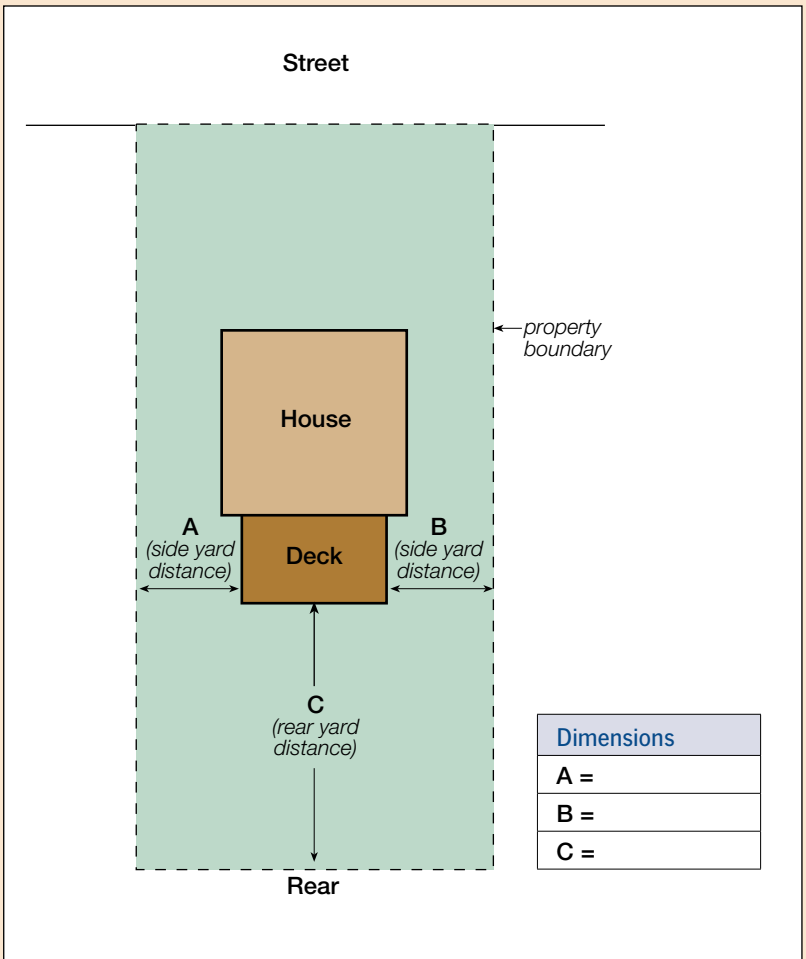 Street
property
boundary
House
A
(side yard
distance)
Deck
B
(side yard
distance)
C
(rear yard
distance)
Dimensions
A =
B =
C =
Rear